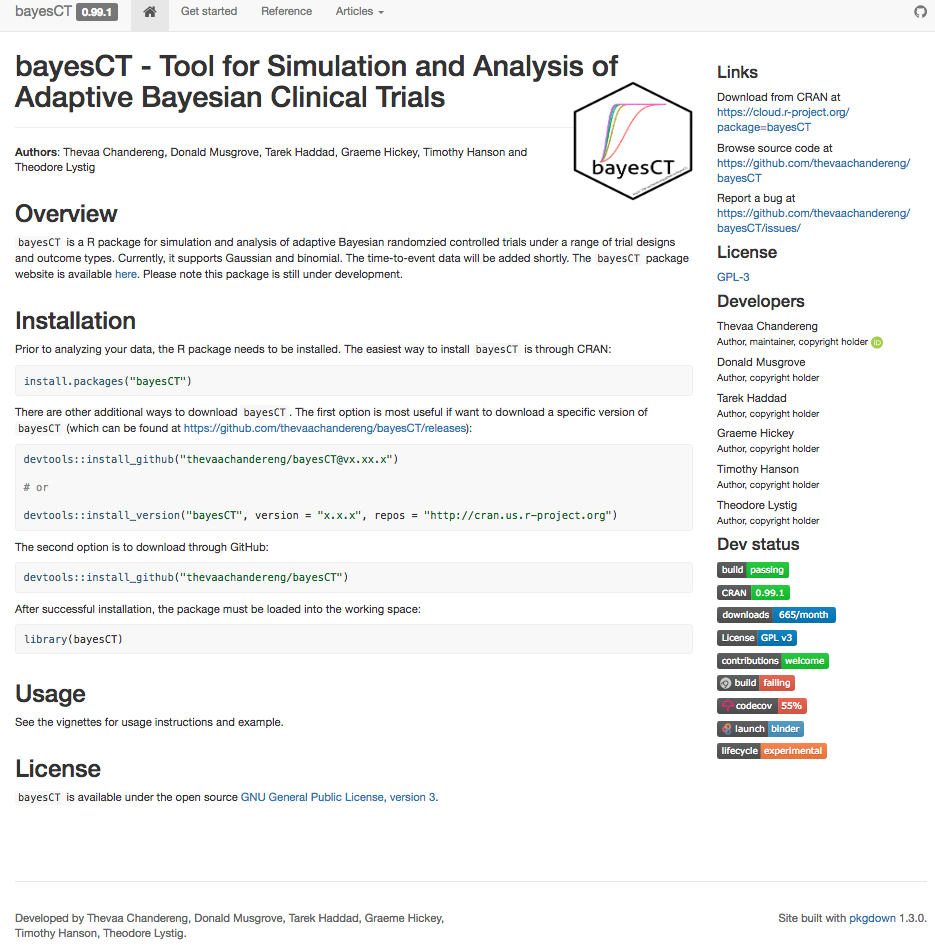 bayesCT 0.99.1 Get started Reference Articles
bayesCT - Tool for Simulation and Analysis of
Adaptive Bayesian Clinical Trials
bayesCT
Authors: Thevaa Chandereng, Donald Musgrove, Tarek Haddad, Graeme Hickey, Timothy Hanson and
Theodore Lystig
Overview
bayesCT is a R package for simulation and analysis of adaptive Bayesian randomzied controlled trials under a range of trial designs
and outcome types. Currently, it supports Gaussian and binomial. The time-to-event data will be added shortly. The bayesCT package
website is available here. Please note this package is still under development.
Installation
Prior to analyzing your data, the R package needs to be installed. The easiest way to install bayesCT is through CRAN:
install.packages("bayesCT")
There are other additional ways to download bayesCT. The first option is most useful if want to download a specific version of
bayesCT (which can be found at https://github.com/thevaachandereng/bayesCT/releases):
devtools::install_github("thevaachandereng/bayesCT@vx.xx.x")
# or
devtools::install_version("bayesCT", version = "x.x.x", repos = "http://cran.us.r-project.org")
The second option is to download through GitHub:
devtools::install_github("thevaachandereng/bayesCT")
After successful installation, the package must be loaded into the working space:
library(bayesCT)
Usage
See the vignettes for usage instructions and example.
License
bayesCT is available under the open source GNU General Public License, version 3.
Links
Download from CRAN at
https://cloud.r-project.org/
package=bayesCT
Browse source code at
https://github.com/thevaachandereng/
bayesCT
Report a bug at
https://github.com/thevaachandereng/
bayesCT/issues/
License
GPL-3
Developers
Thevaa Chandereng
Author, maintainer, copyright holder iD
Donald Musgrove
Author, copyright holder
Tarek Haddad
Author, copyright holder
Graeme Hickey
Author, copyright holder
Timothy Hanson
Author, copyright holder
Theodore Lystig
Author, copyright holder
Dev status
build passing
CRAN 0.99.1
downloads 665/month
License GPL v3
contributions welcome
build failing
codecov 55%
launch binder
lifecycle experimental
Developed by Thevaa Chandereng, Donald Musgrove, Tarek Haddad, Graeme Hickey,
Timothy Hanson, Theodore Lystig.
Site built with pkgdown 1.3.0.